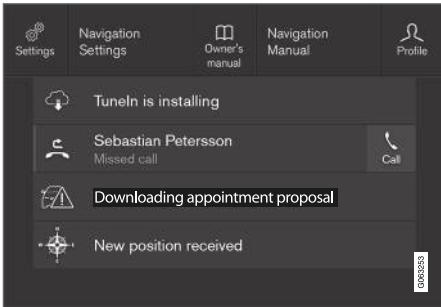 Settings
Navigation
Settings
Owner's
manual
Navigation
Manual
Profile
TuneIn is installing
Sebastian Petersson
Missed call
Call
Downloading appointment proposal
New position received
G063253